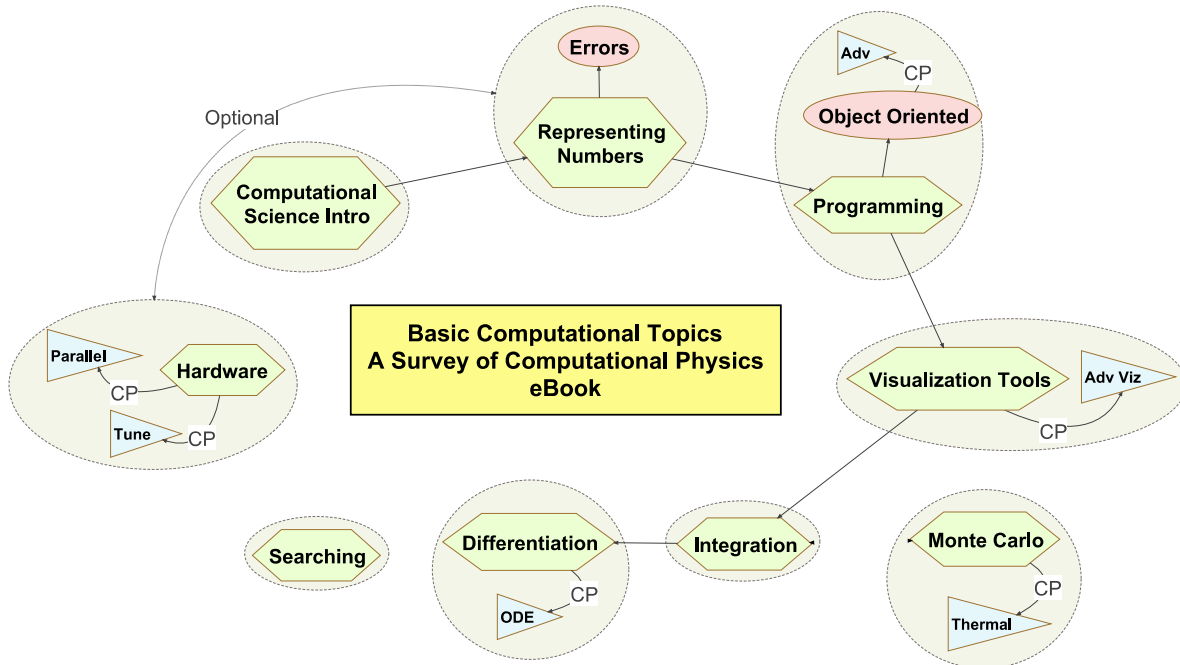 Errors
Representing
Numbers
Adv
CP
Object Oriented
Programming
Optional
Computational
Science Intro
Basic Computational Topics
A Survey of Computational Physics
eBook
Parallel
Hardware
CP
Tune
CP
Visualization Tools
Adv Viz
CP
Searching
Differentiation
CP
ODE
Integration
Monte Carlo
CP
Thermal